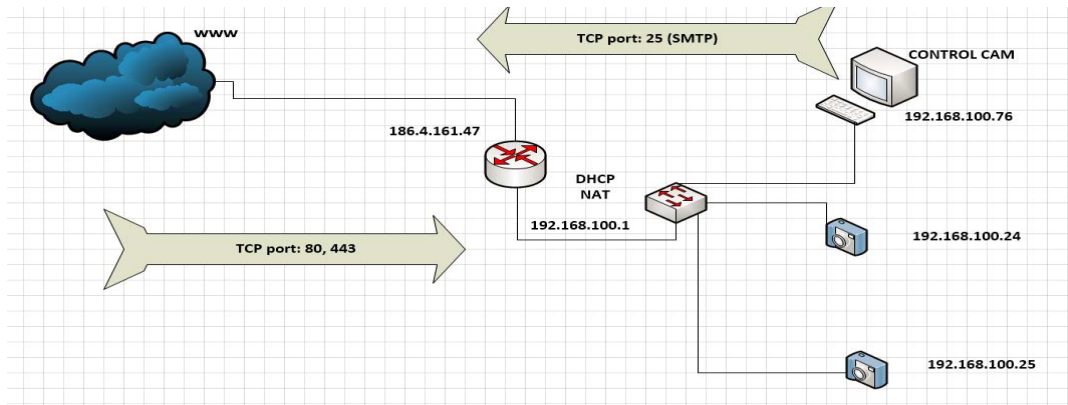 www
TCP port: 25 (SMTP)
CONTROL CAM
192.168.100.76
186.4.161.47
DHCP
NAT
192.168.100.1
TCP port: 80, 443
192.168.100.24
192.168.100.25